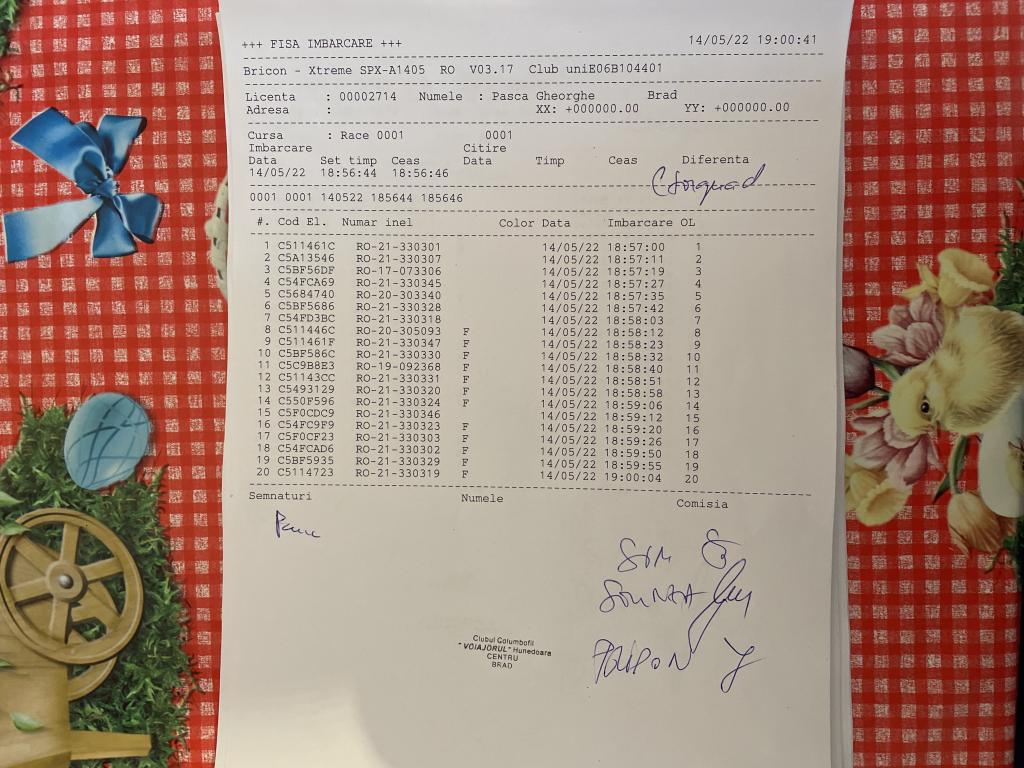 +++ FISA IMBARCARE +++ 14/05/22 19:00:41
Bricon - Xtreme SPX-A1405 RO V03.17 Club uniE06B104401
Licenta : 00002714 Numele : Pasca Gheorghe Brad
Adresa : XX: +000000.00 YY: +000000.00
Cursa : Race 0001 0001
Imbarcare Citire
Data Set timp Ceas Data Timp Ceas Diferenta
14/05/22 18:56:44 18:56:46
0001 0001 140522 185644 185646
#. Cod El. Numar inel Color Data Imbarcare OL
1 C511461C RO-21-330301 14/05/22 18:57:00 1
2 C5A13546 RO-21-330307 14/05/22 18:57:11 2
3 C5BF56DF RO-17-073306 14/05/22 18:57:19 3
4 C54FCA69 RO-21-330345 14/05/22 18:57:27 4
5 C5684740 RO-20-303340 14/05/22 18:57:35 5
6 C5BF5686 RO-21-330328 14/05/22 18:57:42 6
7 C54FD3BC RO-21-330318 14/05/22 18:58:03 7
8 C511446C RO-20-305093 F 14/05/22 18:58:12 8
9 C511461F RO-21-330347 F 14/05/22 18:58:23 9
10 C5BF586C RO-21-330330 F 14/05/22 18:58:32 10
11 C5C9B8E3 RO-19-092368 F 14/05/22 18:58:40 11
12 C51143CC RO-21-330331 F 14/05/22 18:58:51 12
13 C5493129 RO-21-330320 F 14/05/22 18:58:58 13
14 C550F596 RO-21-330324 F 14/05/22 18:59:06 14
15 C5F0CDC9 RO-21-330346 14/05/22 18:59:12 15
16 C54FC9F9 RO-21-330323 F 14/05/22 18:59:20 16
17 C5F0CF23 RO-21-330303 F 14/05/22 18:59:26 17
18 C54FCAD6 RO-21-330302 F 14/05/22 18:59:50 18
19 C5BF5935 RO-21-330329 F 14/05/22 18:59:55 19
20 C5114723 RO-21-330319 F 14/05/22 19:00:04 20
Semnaturi Numele Comisia
Clubul Columbofil
"VOIAJORUL" Hunedoara
CENTRU
BRAD